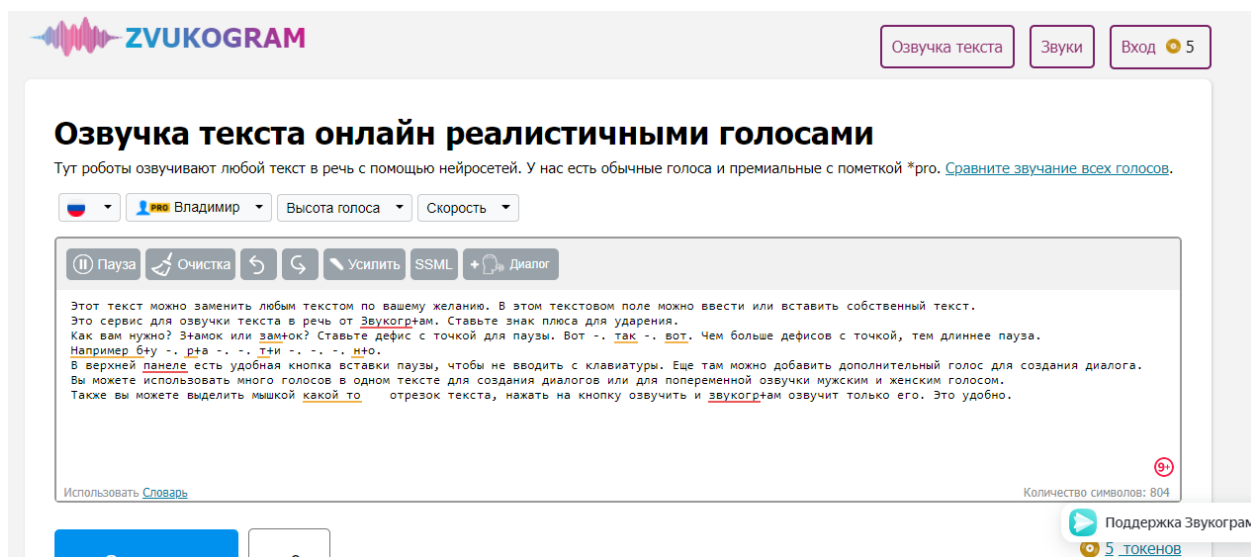 ZVUKOGRAM
Озвучка текста
Звуки
Вход 5
Озвучка текста онлайн реалистичными голосами
Тут роботы озвучивают любой текст в речь с помощью нейросетей. У нас есть обычные голоса и премиальные с пометкой *pro. Сравните звучание всех голосов.
PRO Владимир
Высота голоса
Скорость
Пауза
Очистка
Усилить
SSML
+ Диалог
Этот текст можно заменить любым текстом по вашему желанию. В этом текстовом поле можно ввести или вставить собственный текст.
Это сервис для озвучки текста в речь от Звукогр+ам. Ставьте знак плюса для ударения.
Как вам нужно? З+амок или зам+ок? Ставьте дефис с точкой для паузы. Вот -. так -. вот. Чем больше дефисов с точкой, тем длиннее пауза.
Например б+у -. р+а -. -. т+и -. -. -. н+о.
В верхней панеле есть удобная кнопка вставки паузы, чтобы не вводить с клавиатуры. Еще там можно добавить дополнительный голос для создания диалога.
Вы можете использовать много голосов в одном тексте для создания диалогов или для попеременной озвучки мужским и женским голосом.
Также вы можете выделить мышкой какой то отрезок текста, нажать на кнопку озвучить и звукогр+ам озвучит только его. Это удобно.
9+
Использовать Словарь
Количество символов: 804
Поддержка Звукограм
5 токенов